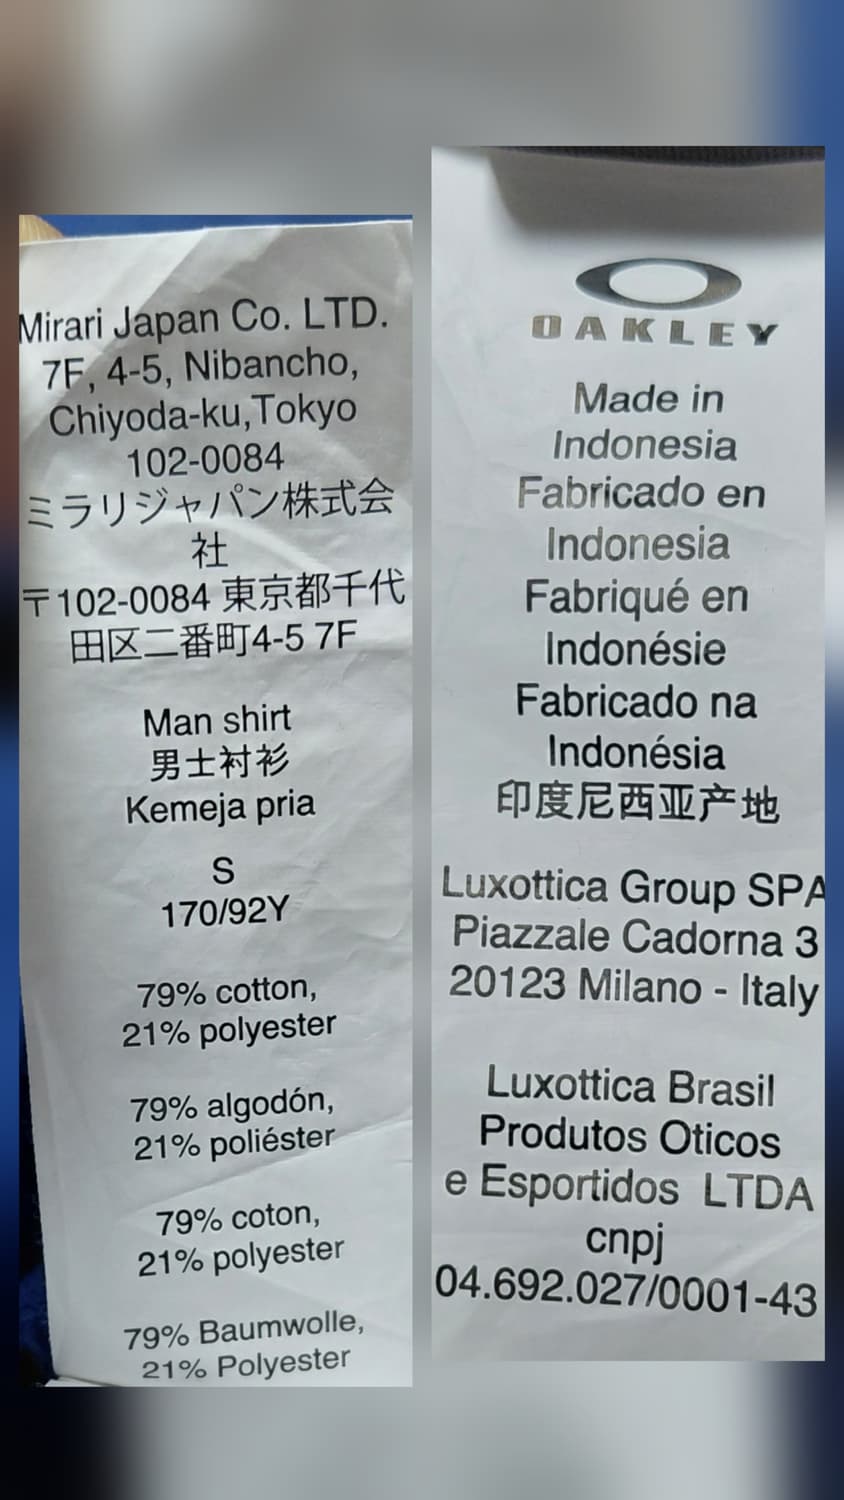 Mirari Japan Co. LTD.
7F, 4-5, Nibancho,
Chiyoda-ku,Tokyo
102-0084
ミラリジャパン株式会
社
〒102-0084 東京都千代
田区二番町4-5 7F
Man shirt
男士衬衫
Kemeja pria
S
170/92Y
79% cotton,
21% polyester
79% algodón,
21% poliéster
79% coton,
21% polyester
79% Baumwolle,
21% Polyester
OAKLEY
Made in
Indonesia
Fabricado en
Indonesia
Fabriqué en
Indonésie
Fabricado na
Indonésia
印度尼西亚产地
Luxottica Group SPA
Piazzale Cadorna 3
20123 Milano - Italy
Luxottica Brasil
Produtos Oticos
e Esportidos LTDA
cnpj
04.692.027/0001-43